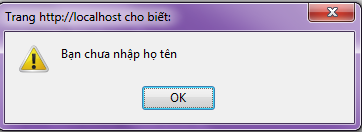 Trang http://localhost cho biết:
Bạn chưa nhập họ tên
OK